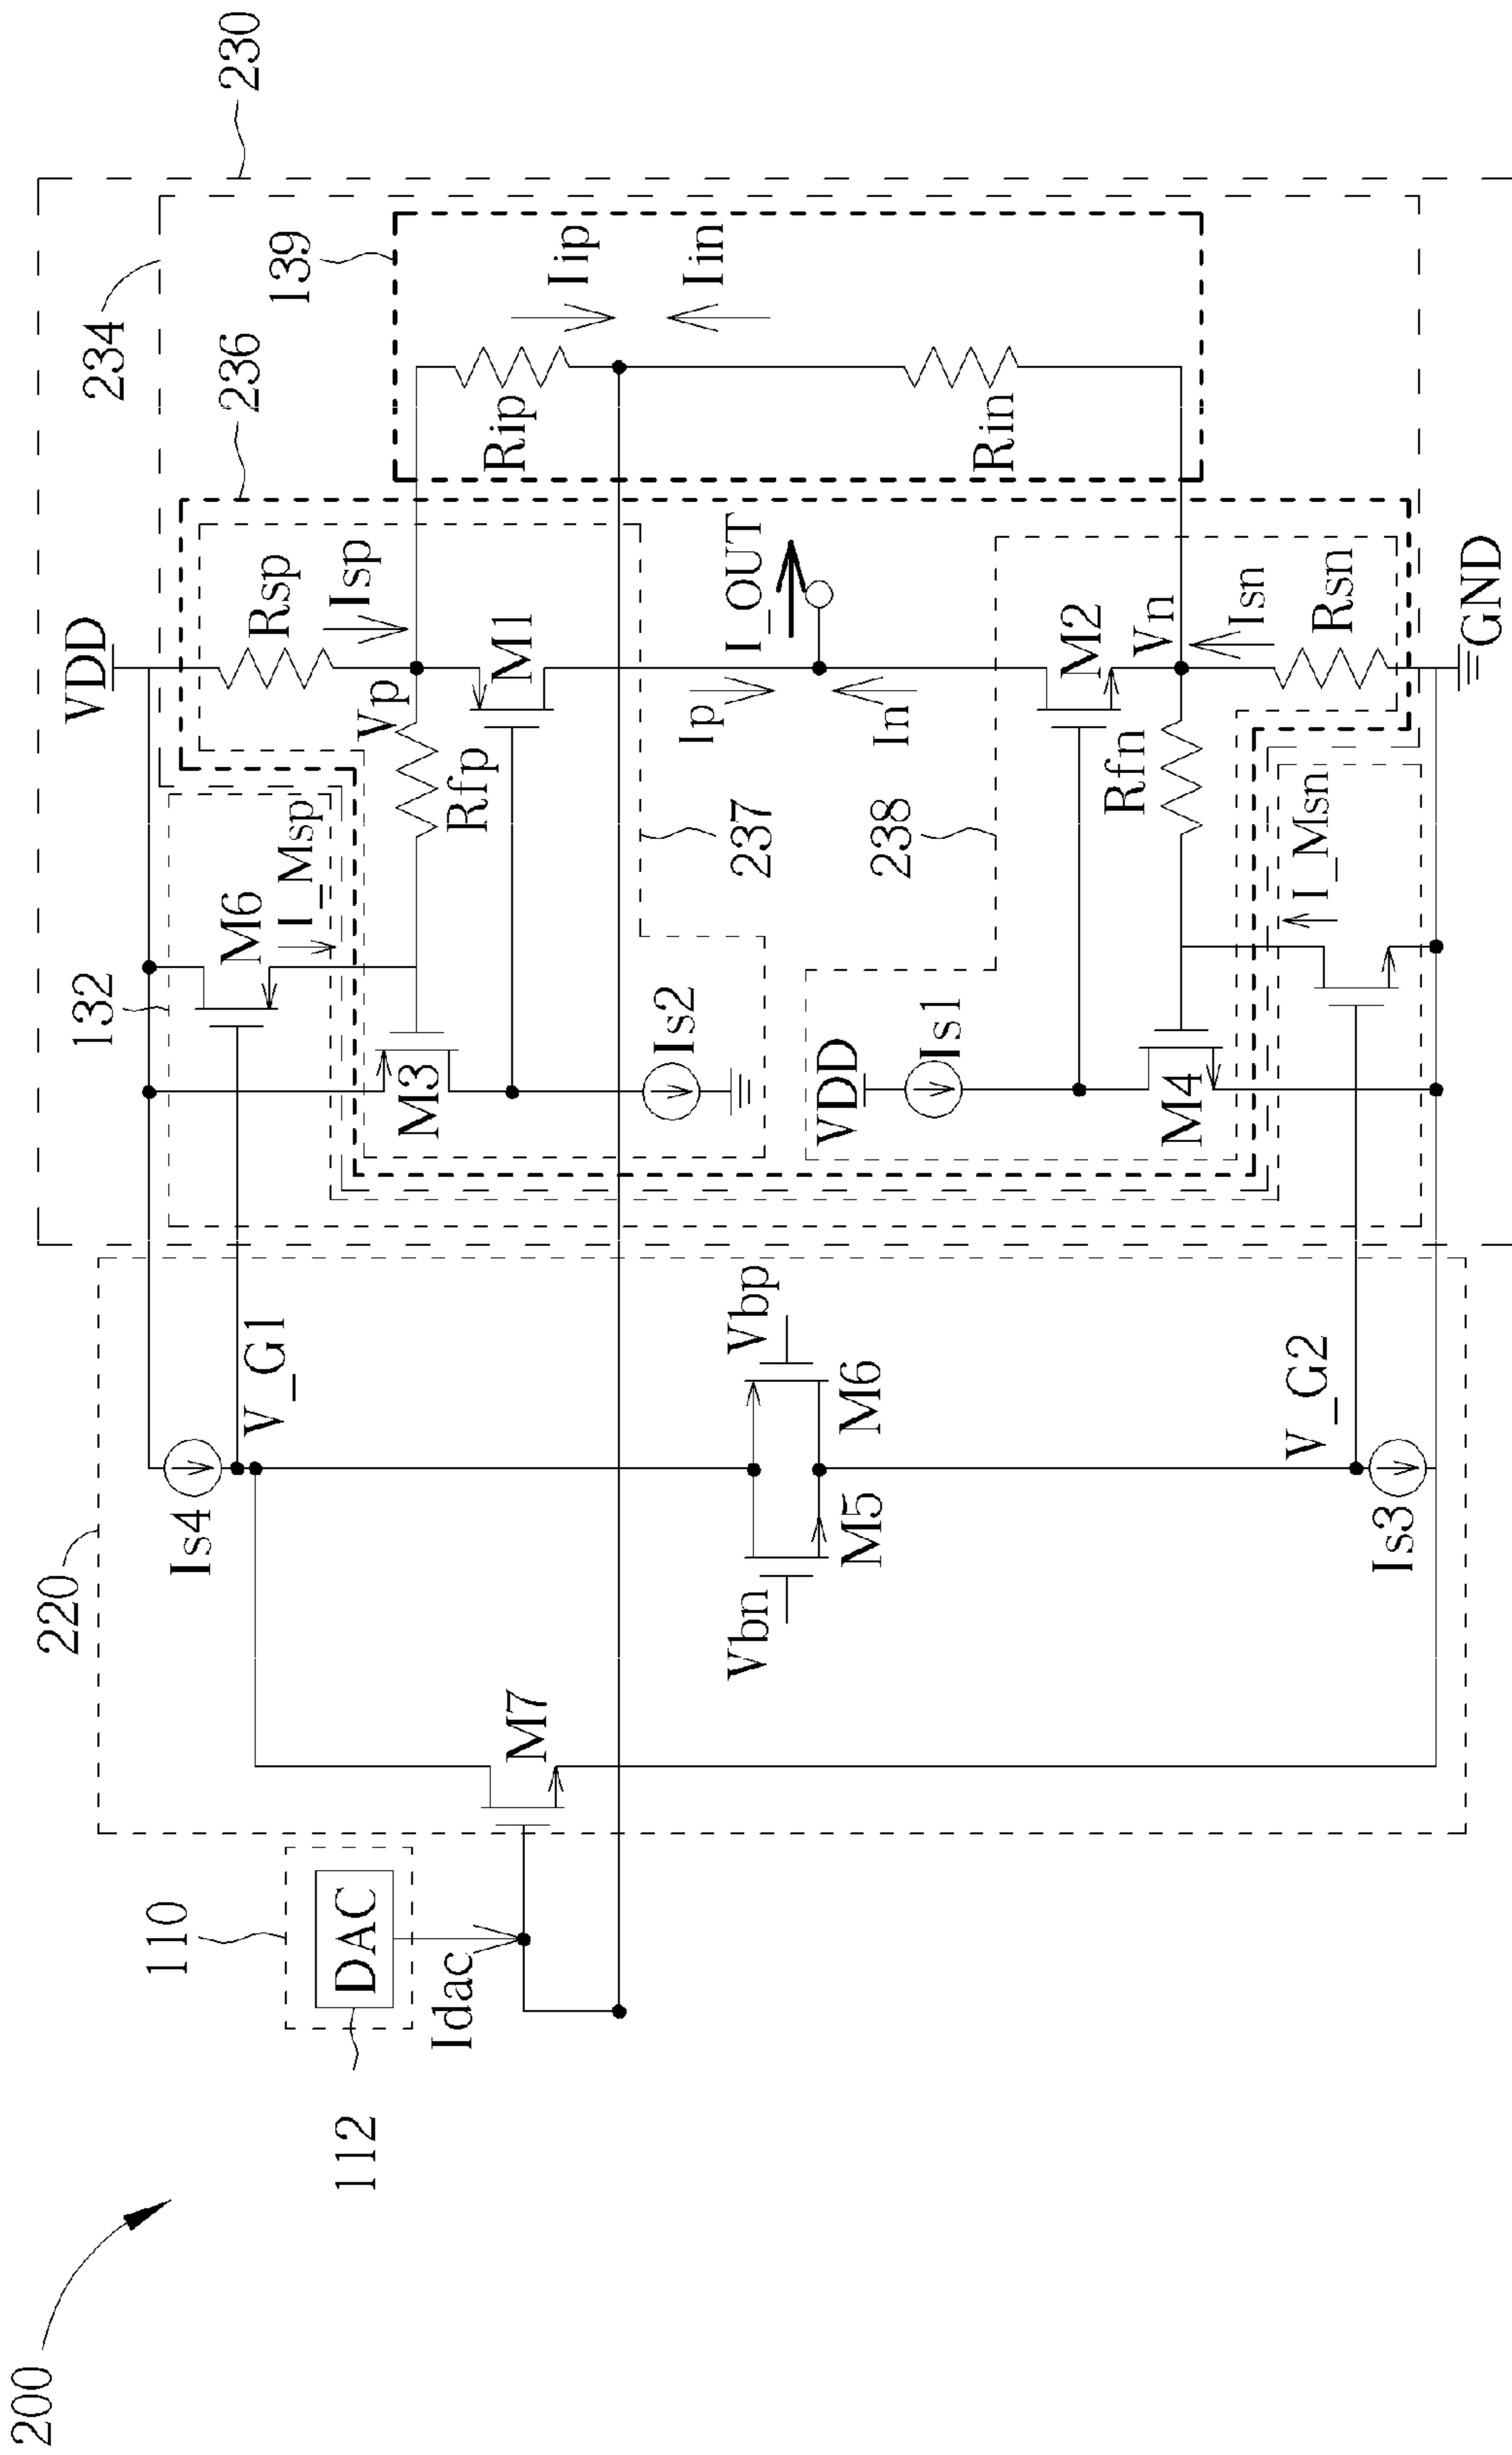 200
230
234
236
139
VDD
Rsp
Isp
Iip
Iin
Rip
Rin
132
M6
I_Msp
Vp
Rfp
M1
M3
Is2
237
Ip
In
I_OUT
238
VDD
Is1
M2
Vn
Rfn
Isn
Rsn
M4
I_Msn
GND
220
Is4
V_G1
Vbp
M6
Vbn
M5
V_G2
Is3
M7
110
DAC
112
Idac